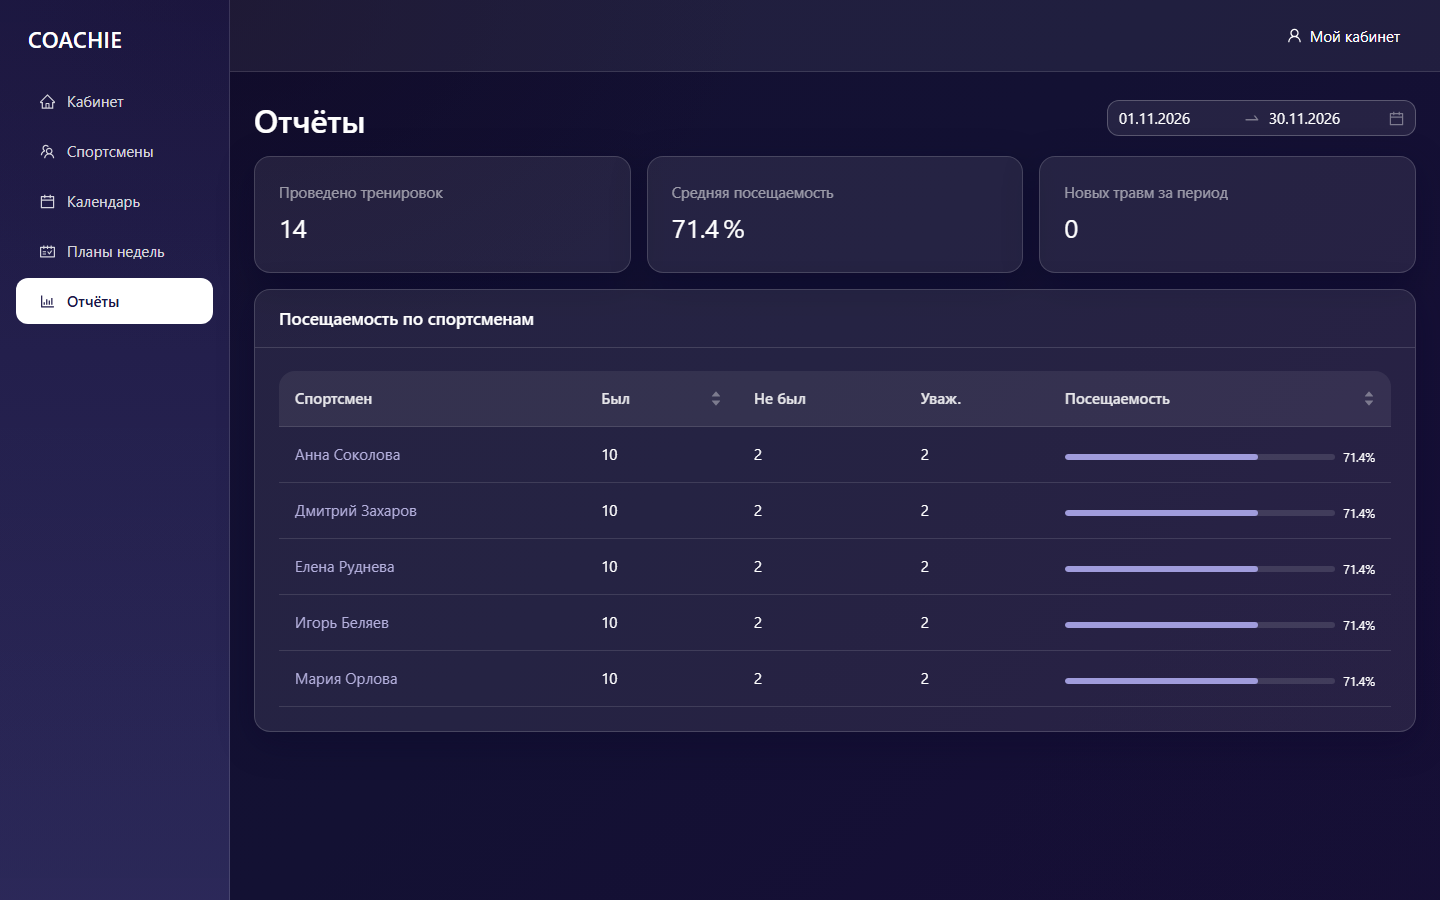 COACHIE
Мой кабинет
Кабинет
Спортсмены
Календарь
Планы недель
Отчёты
Отчёты
01.11.2026 → 30.11.2026
Проведено тренировок
14
Средняя посещаемость
71.4 %
Новых травм за период
0
Посещаемость по спортсменам
Спортсмен Был Не был Уваж. Посещаемость
Анна Соколова 10 2 2 71.4%
Дмитрий Захаров 10 2 2 71.4%
Елена Руднева 10 2 2 71.4%
Игорь Беляев 10 2 2 71.4%
Мария Орлова 10 2 2 71.4%